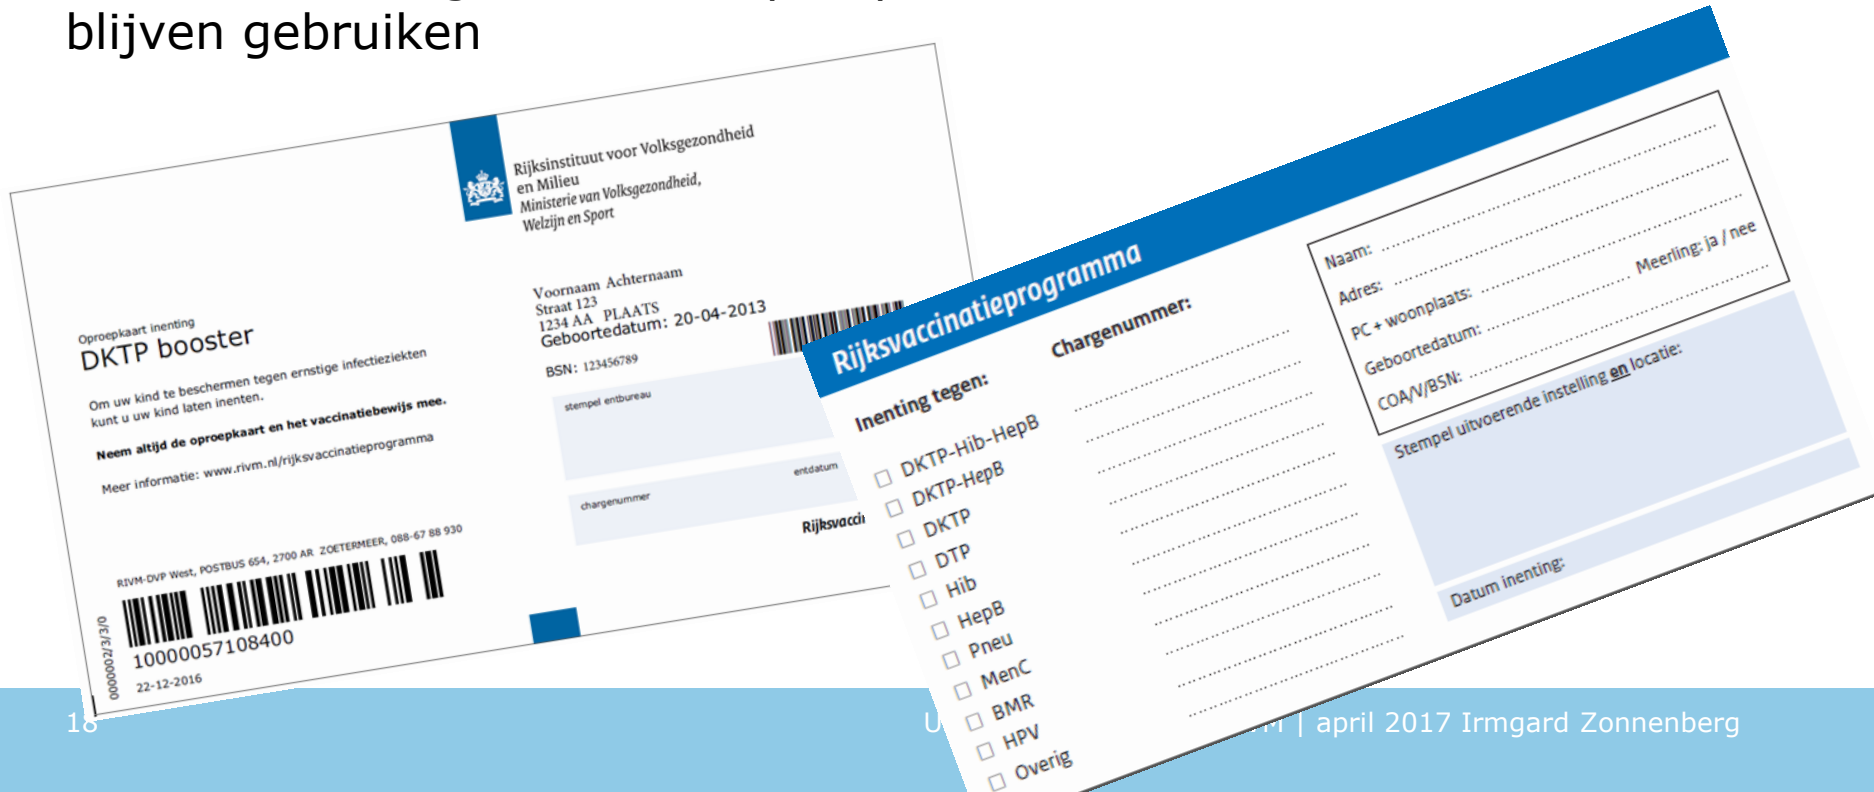 blijven gebruiken
Rijksinstituut voor Volksgezondheid
en Milieu
Ministerie van Volksgezondheid,
Welzijn en Sport
Oproepkaart inenting
DKTP booster
Om uw kind te beschermen tegen ernstige infectieziekten
kunt u uw kind laten inenten.
Neem altijd de oproepkaart en het vaccinatiebewijs mee.
Meer informatie: www.rivm.nl/rijksvaccinatieprogramma
RIVM-DVP West, POSTBUS 654, 2700 AR ZOETERMEER, 088-67 88 930
10000057108400
22-12-2016
0000002/3/3/0
Voornaam Achternaam
Straat 123
1234 AA PLAATS
Geboortedatum: 20-04-2013
BSN: 123456789
stempel entbureau
chargenummer entdatum
Rijksvacci
Rijksvaccinatieprogramma
Inenting tegen: Chargenummer:
DKTP-Hib-HepB
DKTP-HepB
DKTP
DTP
Hib
HepB
Pneu
MenC
BMR
HPV
Overig
Naam:
Adres:
PC + woonplaats:
Geboortedatum: Meerling: ja / nee
COA/V/BSN:
Stempel uitvoerende instelling en locatie:
Datum inenting:
18
| april 2017 Irmgard Zonnenberg